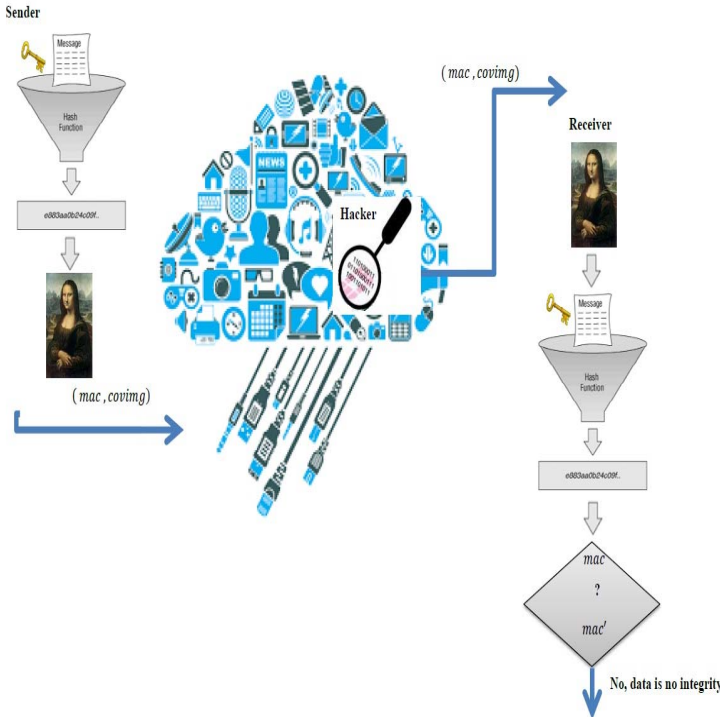 Sender
Message
Hash
Function
e883aa0b24c09f..
( mac , covimg)
NEWS
Hacker
110100011
( mac , covimg)
Receiver
Message
Hash
Function
e883aa0b24c09f..
mac
?
mac′
No, data is no integrity